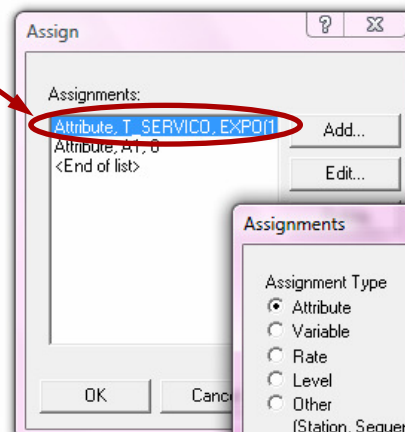 Assign
Assignments:
Attribute, T_SERVICO, EXPO(1
Add...
Attribute, A1, 0
<End of list>
Edit...
Assignments
Assignment Type
Attribute
Variable
Rate
Level
Other
(Station, Sequen
OK
Cance